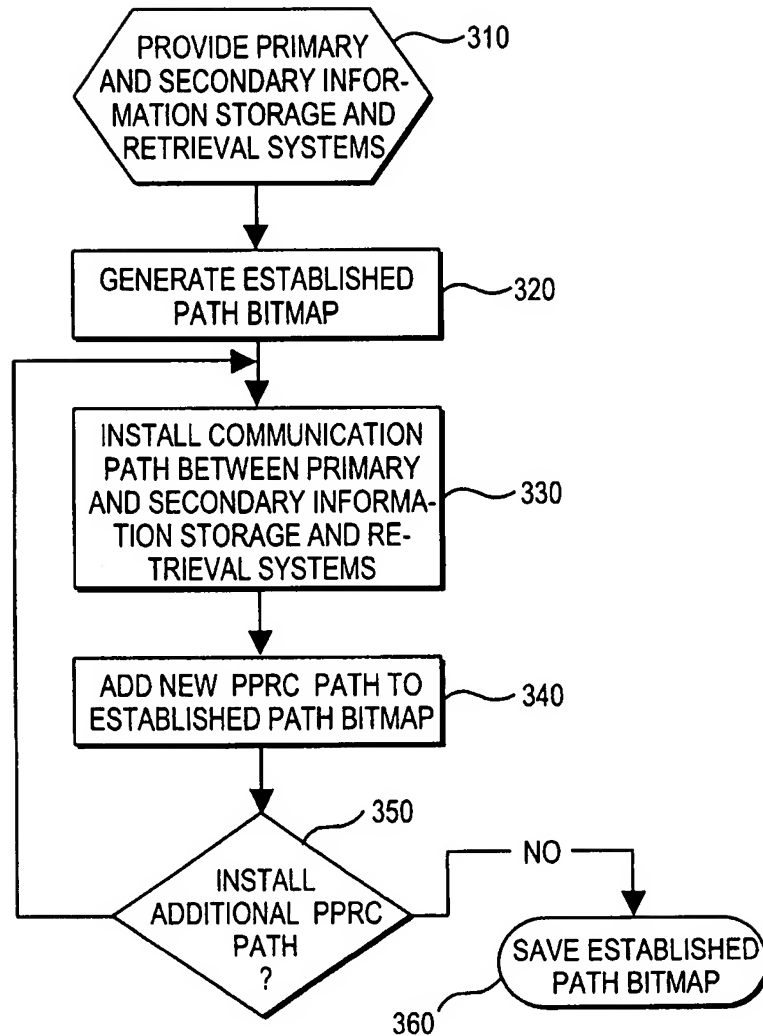 PROVIDE PRIMARY
AND SECONDARY INFOR-
MATION STORAGE AND
RETRIEVAL SYSTEMS
310
GENERATE ESTABLISHED
PATH BITMAP
320
INSTALL COMMUNICATION
PATH BETWEEN PRIMARY
AND SECONDARY INFORMA-
TION STORAGE AND RE-
TRIEVAL SYSTEMS
330
ADD NEW PPRC PATH TO
ESTABLISHED PATH BITMAP
340
350
INSTALL
ADDITIONAL PPRC
PATH
?
NO
SAVE ESTABLISHED
PATH BITMAP
360